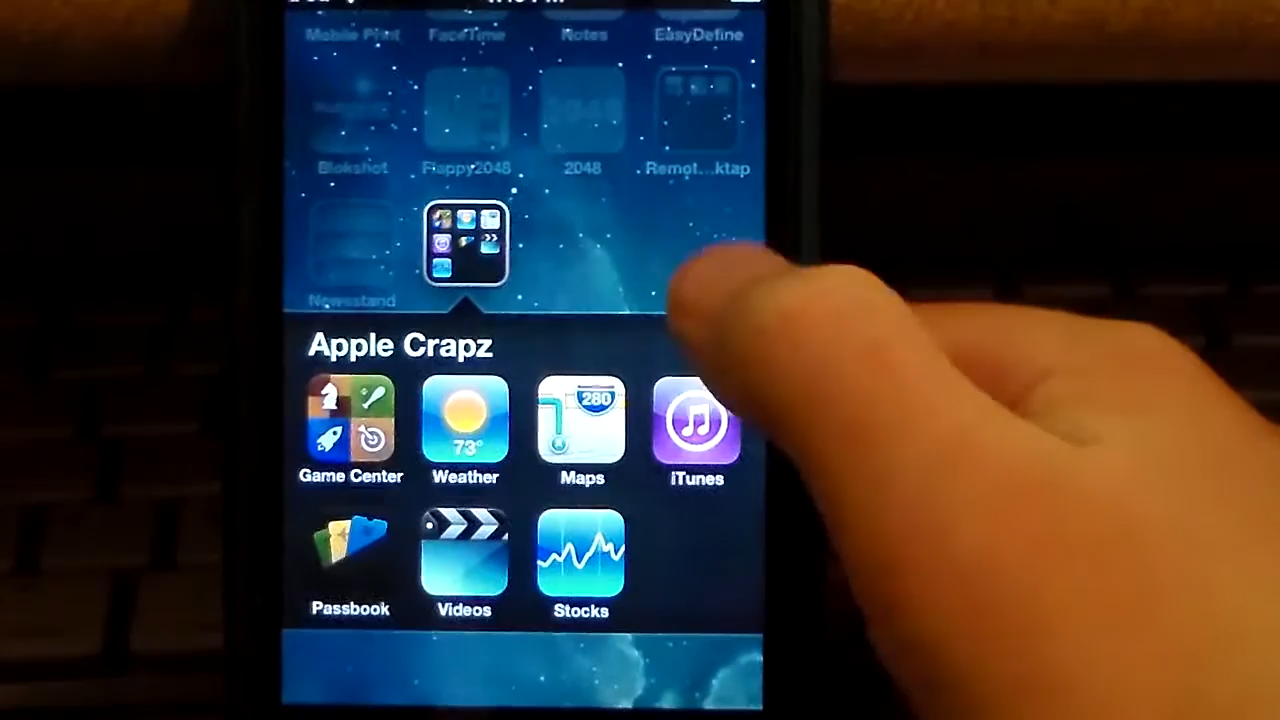 Mobile Print FaceTime Notes EasyDefine
Blokshot Flappy2048 2048 Remot...ktap
Newsstand
Apple Crapz
280
73°
Game Center Weather Maps iTunes
Passbook Videos Stocks